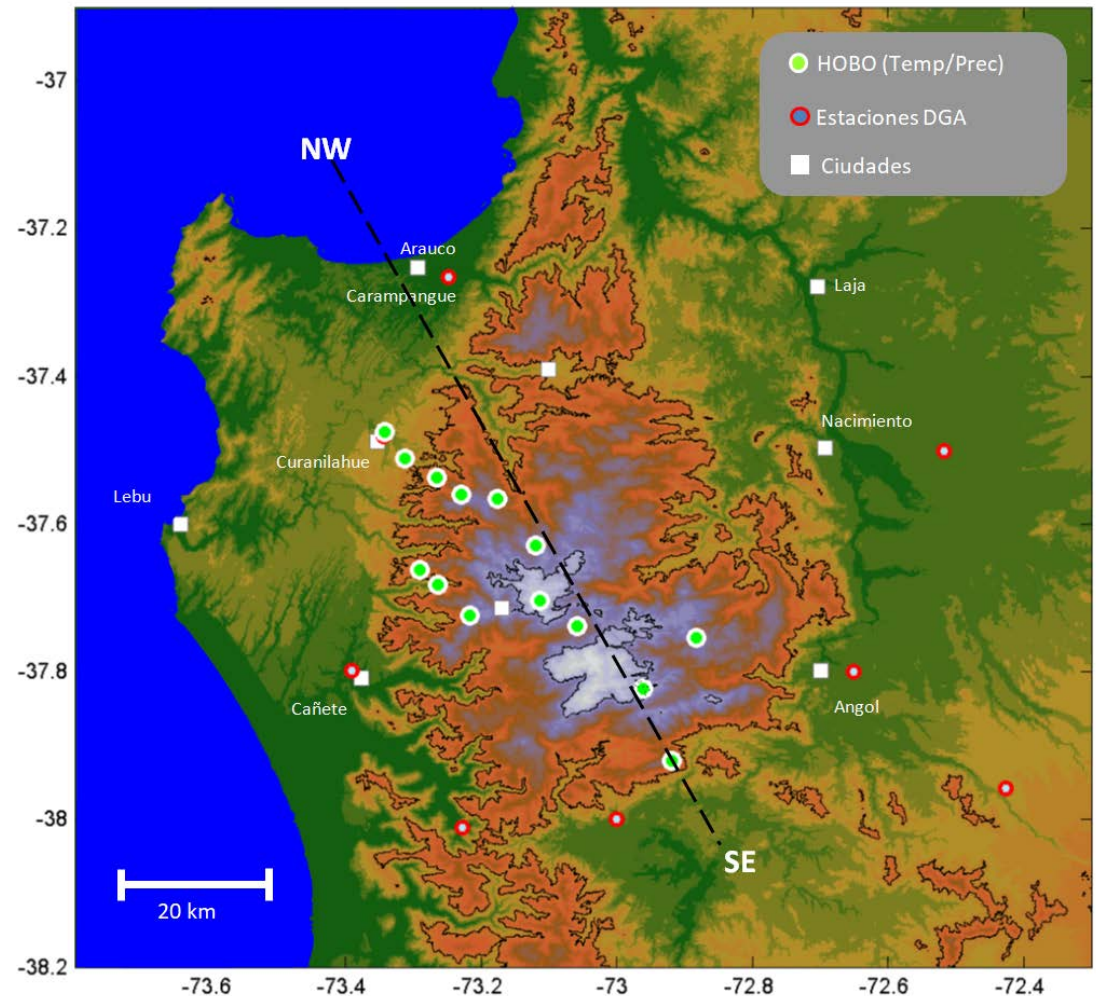 -37
-37.2
-37.4
-37.6
-37.8
-38
-38.2
HOBO (Temp/Prec)
Estaciones DGA
Ciudades
NW
Arauco
Carampangue
Laja
Nacimiento
Curanilahue
Lebu
Cañete
Angol
SE
20 km
-73.6
-73.4
-73.2
-73
-72.8
-72.6
-72.4